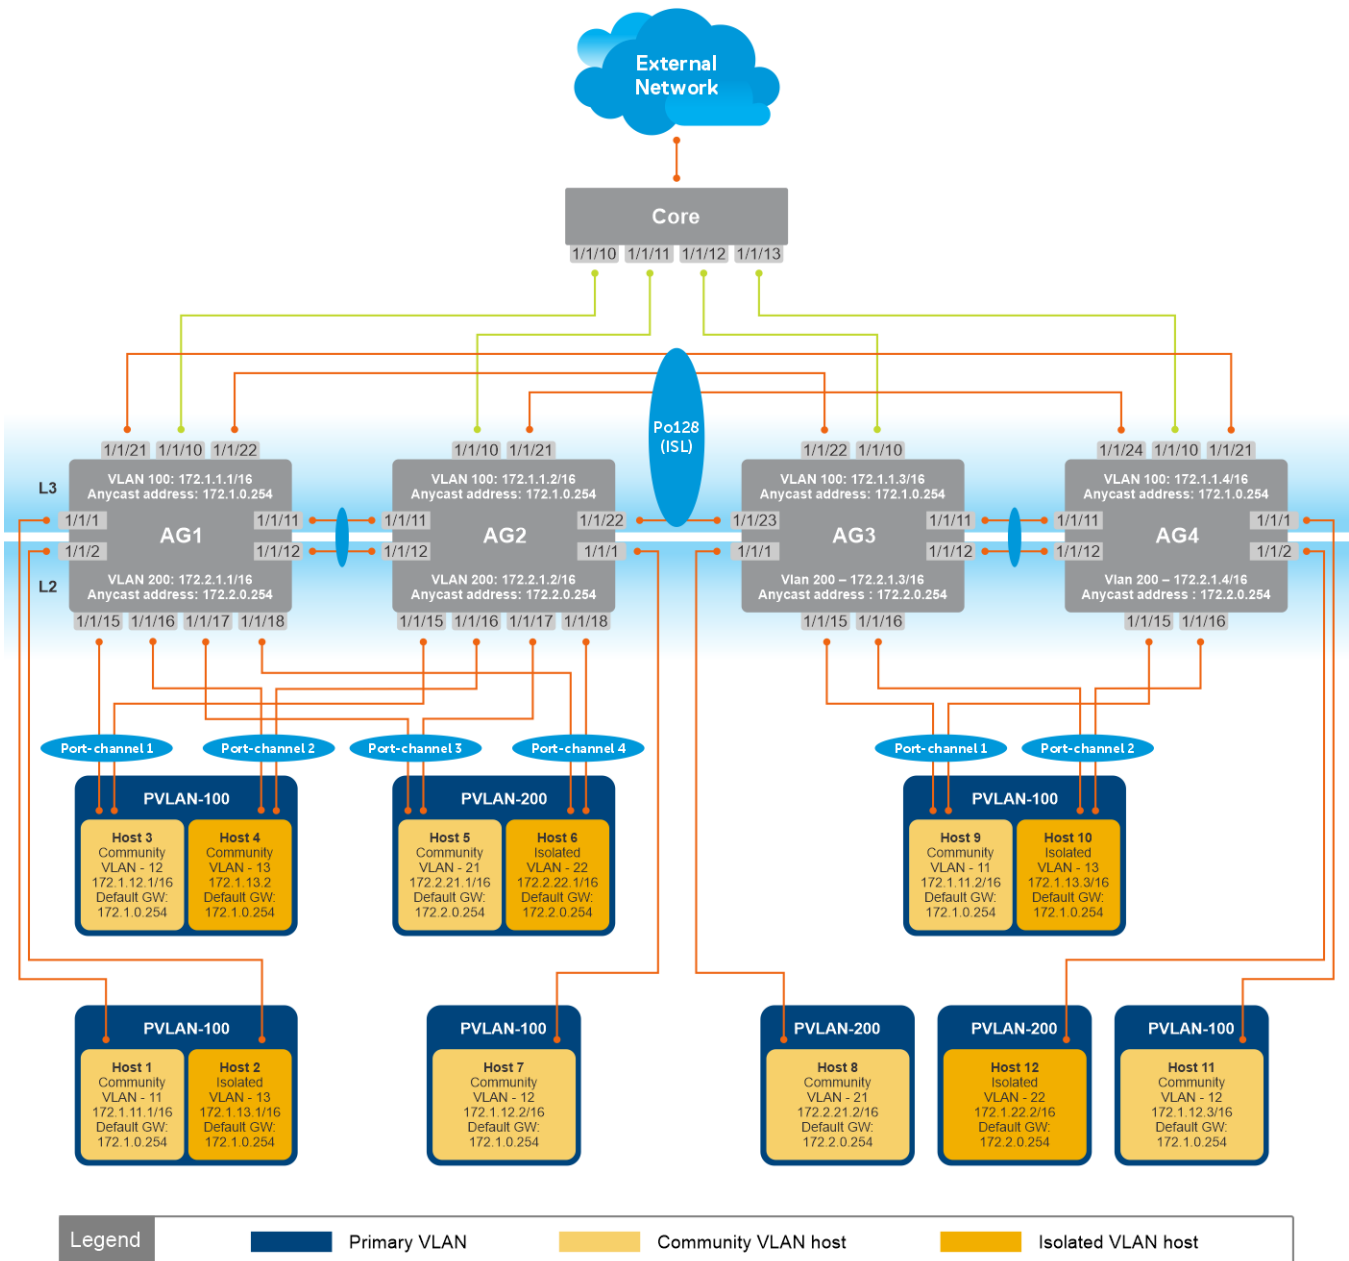 External
Network
Core
1/1/10 1/1/11 1/1/12 1/1/13
Po128
(ISL)
1/1/21 1/1/10 1/1/22
1/1/10 1/1/21
1/1/22 1/1/10
1/1/24 1/1/10 1/1/21
L3
L2
VLAN 100: 172.1.1.1/16
Anycast address: 172.1.0.254
1/1/1 1/1/11
AG1
1/1/2 1/1/12
VLAN 200: 172.2.1.1/16
Anycast address: 172.2.0.254
1/1/15 1/1/16 1/1/17 1/1/18
VLAN 100: 172.1.1.2/16
Anycast address: 172.1.0.254
1/1/11 1/1/22
AG2
1/1/12 1/1/1
VLAN 200: 172.2.1.2/16
Anycast address: 172.2.0.254
1/1/15 1/1/16 1/1/17 1/1/18
VLAN 100: 172.1.1.3/16
Anycast address: 172.1.0.254
1/1/23 1/1/11
AG3
1/1/1 1/1/12
Vlan 200 – 172.2.1.3/16
Anycast address : 172.2.0.254
1/1/15 1/1/16
VLAN 100: 172.1.1.4/16
Anycast address: 172.1.0.254
1/1/11 1/1/1
AG4
1/1/12 1/1/2
Vlan 200 – 172.2.1.4/16
Anycast address : 172.2.0.254
1/1/15 1/1/16
Port-channel 1
Port-channel 2
Port-channel 3
Port-channel 4
Port-channel 1
Port-channel 2
PVLAN-100
Host 3
Community
VLAN - 12
172.1.12.1/16
Default GW:
172.1.0.254
Host 4
Community
VLAN - 13
172.1.13.2
Default GW:
172.1.0.254
PVLAN-200
Host 5
Community
VLAN - 21
172.2.21.1/16
Default GW:
172.2.0.254
Host 6
Isolated
VLAN - 22
172.2.22.1/16
Default GW:
172.2.0.254
PVLAN-100
Host 9
Community
VLAN - 11
172.1.11.2/16
Default GW:
172.1.0.254
Host 10
Isolated
VLAN - 13
172.1.13.3/16
Default GW:
172.1.0.254
PVLAN-100
Host 1
Community
VLAN - 11
172.1.11.1/16
Default GW:
172.1.0.254
Host 2
Isolated
VLAN - 13
172.1.13.1/16
Default GW:
172.1.0.254
PVLAN-100
Host 7
Community
VLAN - 12
172.1.12.2/16
Default GW:
172.1.0.254
PVLAN-200
Host 8
Community
VLAN - 21
172.2.21.2/16
Default GW:
172.2.0.254
PVLAN-200
Host 12
Isolated
VLAN - 22
172.1.22.2/16
Default GW:
172.2.0.254
PVLAN-100
Host 11
Community
VLAN - 12
172.1.12.3/16
Default GW:
172.1.0.254
Legend
Primary VLAN
Community VLAN host
Isolated VLAN host